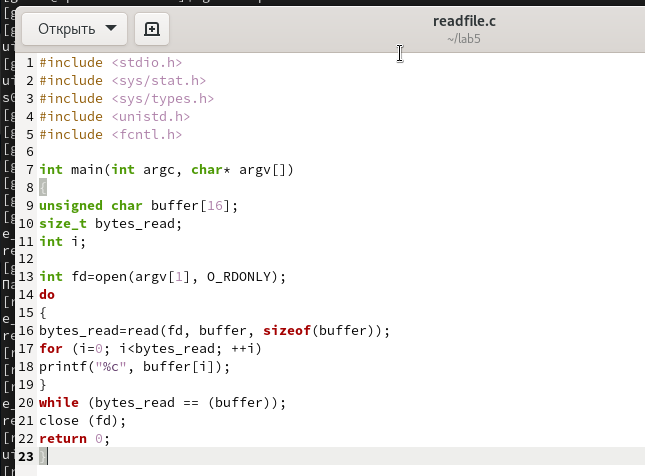 Открыть
readfile.c
~/lab5
1 #include <stdio.h>
2 #include <sys/stat.h>
3 #include <sys/types.h>
4 #include <unistd.h>
5 #include <fcntl.h>
6
7 int main(int argc, char* argv[])
8 {
9 unsigned char buffer[16];
10 size_t bytes_read;
11 int i;
12
13 int fd=open(argv[1], O_RDONLY);
14 do
15 {
16 bytes_read=read(fd, buffer, sizeof(buffer));
17 for (i=0; i<bytes_read; ++i)
18 printf("%c", buffer[i]);
19 }
20 while (bytes_read == (buffer));
21 close (fd);
22 return 0;
23 }